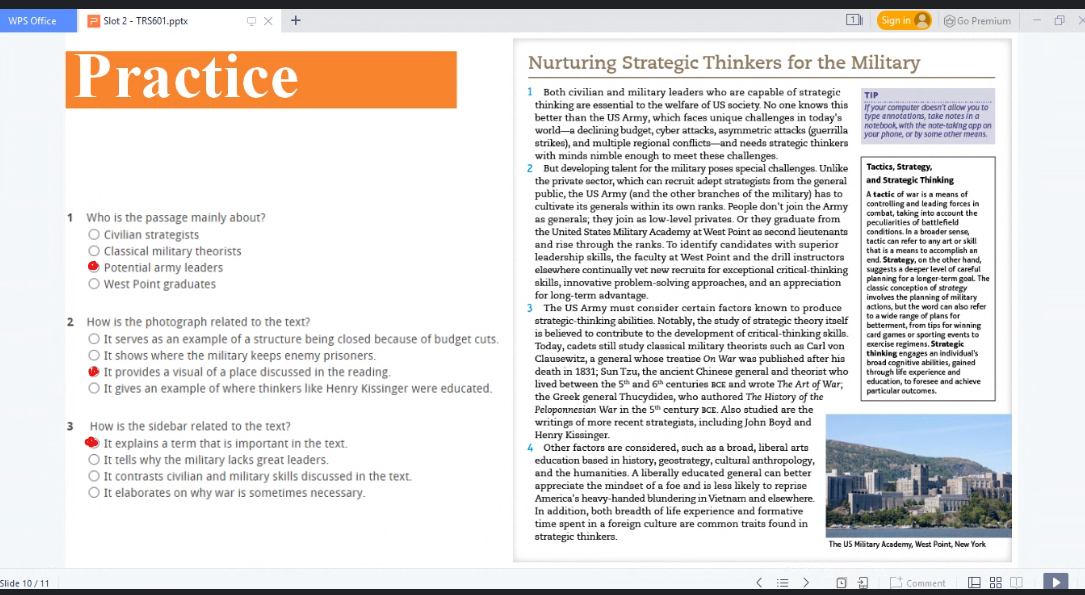 WPS Office
Slot 2 - TRS601.pptx
+
1
Sign in
Go Premium
Practice
1 Who is the passage mainly about?
Civilian strategists
Classical military theorists
Potential army leaders
West Point graduates
2 How is the photograph related to the text?
It serves as an example of a structure being closed because of budget cuts.
It shows where the military keeps enemy prisoners.
It provides a visual of a place discussed in the reading.
It gives an example of where thinkers like Henry Kissinger were educated.
3 How is the sidebar related to the text?
It explains a term that is important in the text.
It tells why the military lacks great leaders.
It contrasts civilian and military skills discussed in the text.
It elaborates on why war is sometimes necessary.
Nurturing Strategic Thinkers for the Military
1 Both civilian and military leaders who are capable of strategic
thinking are essential to the welfare of US society. No one knows this
better than the US Army, which faces unique challenges in today's
world—a declining budget, cyber attacks, asymmetric attacks (guerrilla
strikes), and multiple regional conflicts—and needs strategic thinkers
with minds nimble enough to meet these challenges.
2 But developing talent for the military poses special challenges. Unlike
the private sector, which can recruit adept strategists from the general
public, the US Army (and the other branches of the military) has to
cultivate its generals within its own ranks. People don't join the Army
as generals; they join as low-level privates. Or they graduate from
the United States Military Academy at West Point as second lieutenants
and rise through the ranks. To identify candidates with superior
leadership skills, the faculty at West Point and the drill instructors
elsewhere continually vet new recruits for exceptional critical-thinking
skills, innovative problem-solving approaches, and an appreciation
for long-term advantage.
3 The US Army must consider certain factors known to produce
strategic-thinking abilities. Notably, the study of strategic theory itself
is believed to contribute to the development of critical-thinking skills.
Today, cadets still study classical military theorists such as Carl von
Clausewitz, a general whose treatise On War was published after his
death in 1831; Sun Tzu, the ancient Chinese general and theorist who
lived between the 5th and 6th centuries BCE and wrote The Art of War;
the Greek general Thucydides, who authored The History of the
Peloponnesian War in the 5th century BCE. Also studied are the
writings of more recent strategists, including John Boyd and
Henry Kissinger.
4 Other factors are considered, such as a broad, liberal arts
education based in history, geostrategy, cultural anthropology,
and the humanities. A liberally educated general can better
appreciate the mindset of a foe and is less likely to reprise
America's heavy-handed blundering in Vietnam and elsewhere.
In addition, both breadth of life experience and formative
time spent in a foreign culture are common traits found in
strategic thinkers.
TIP
If your computer doesn't allow you to
type annotations, take notes in a
notebook, with the note-taking app on
your phone, or by some other means.
Tactics, Strategy,
and Strategic Thinking
A tactic of war is a means of
controlling and leading forces in
combat, taking into account the
peculiarities of battlefield
conditions. In a broader sense,
tactic can refer to any art or skill
that is a means to accomplish an
end. Strategy, on the other hand,
suggests a deeper level of careful
planning for a longer-term goal. The
classic conception of strategy
involves the planning of military
actions, but the word can also refer
to a wide range of plans for
betterment, from tips for winning
card games or sporting events to
exercise regimens. Strategic
thinking engages an individual's
broad cognitive abilities, gained
through life experience and
education, to foresee and achieve
particular outcomes.
The US Military Academy, West Point, New York
Slide 10 / 11
Comment